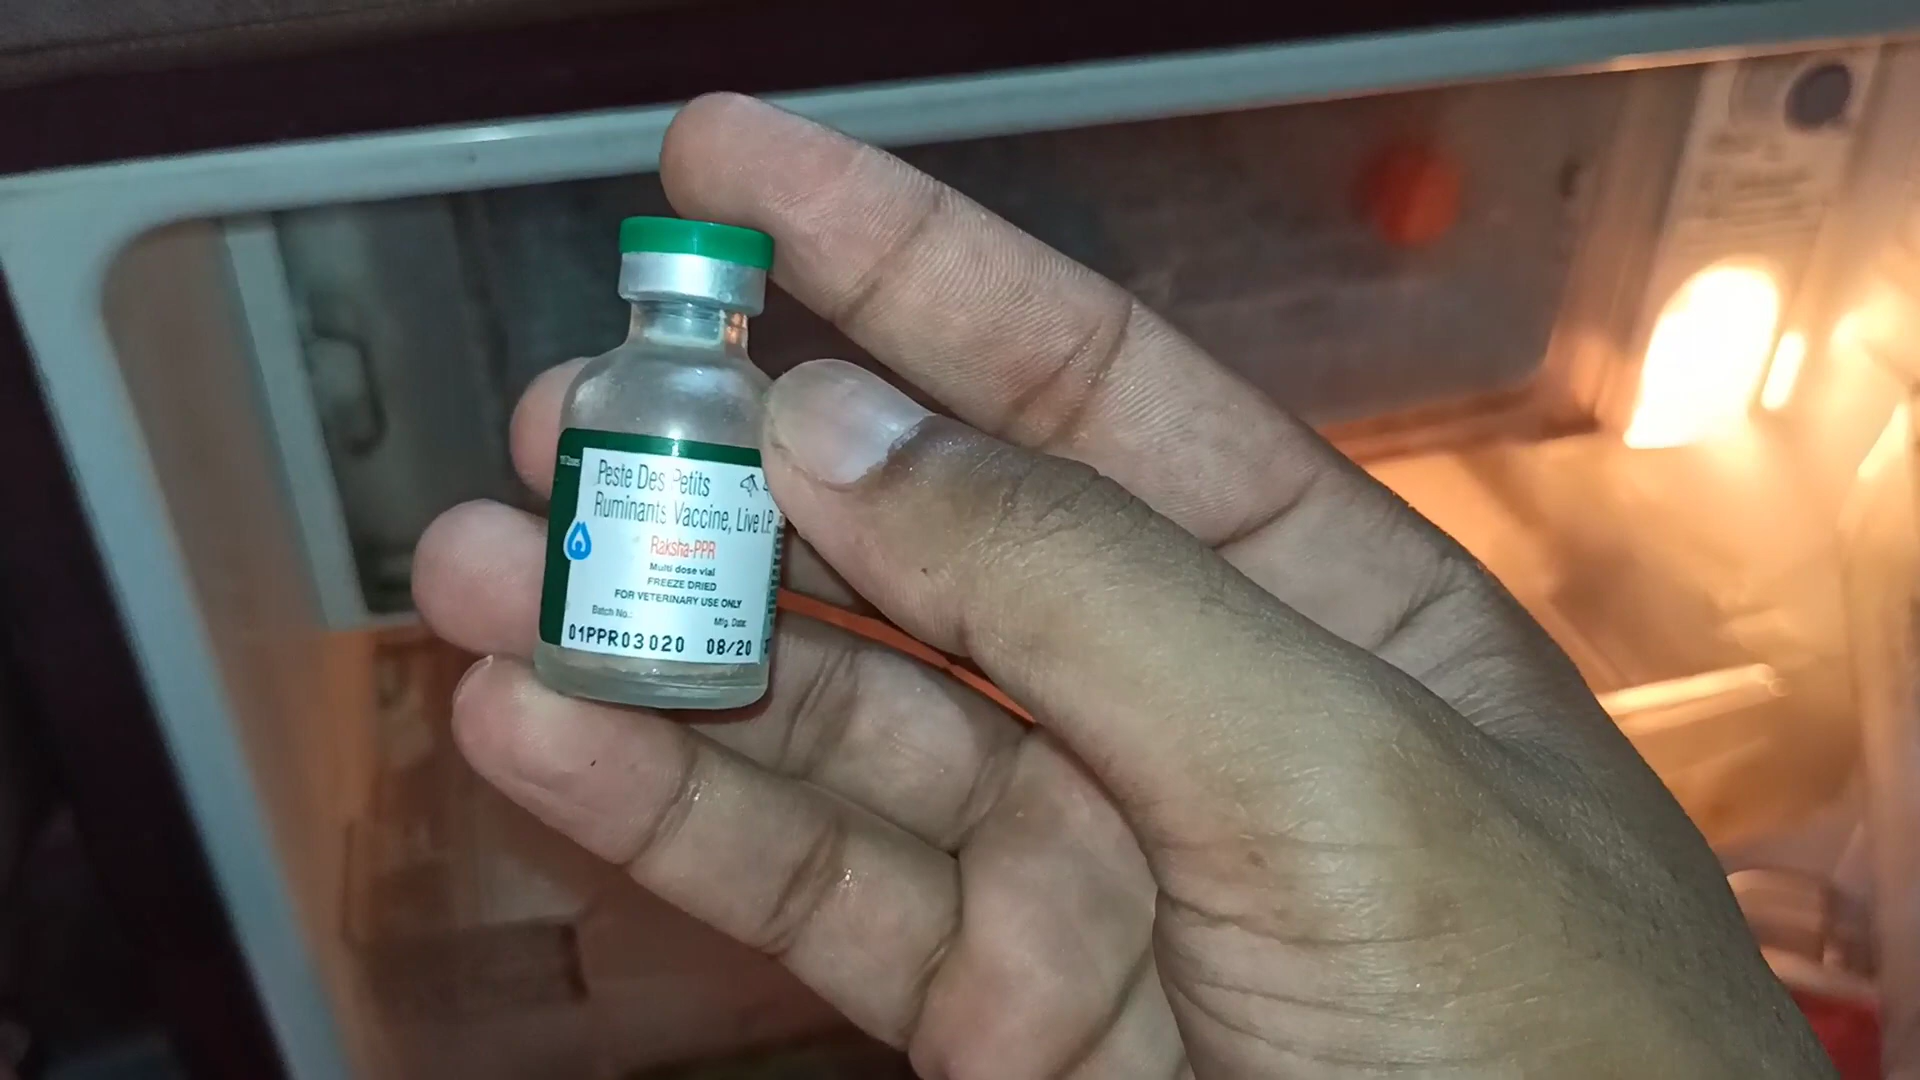 Peste Des Petits
Ruminants Vaccine, Live I.P.
Raksha-PPR
Multi dose vial
FREEZE DRIED
FOR VETERINARY USE ONLY
Batch No.:
Mfg. Date:
01PPR03020 08/20